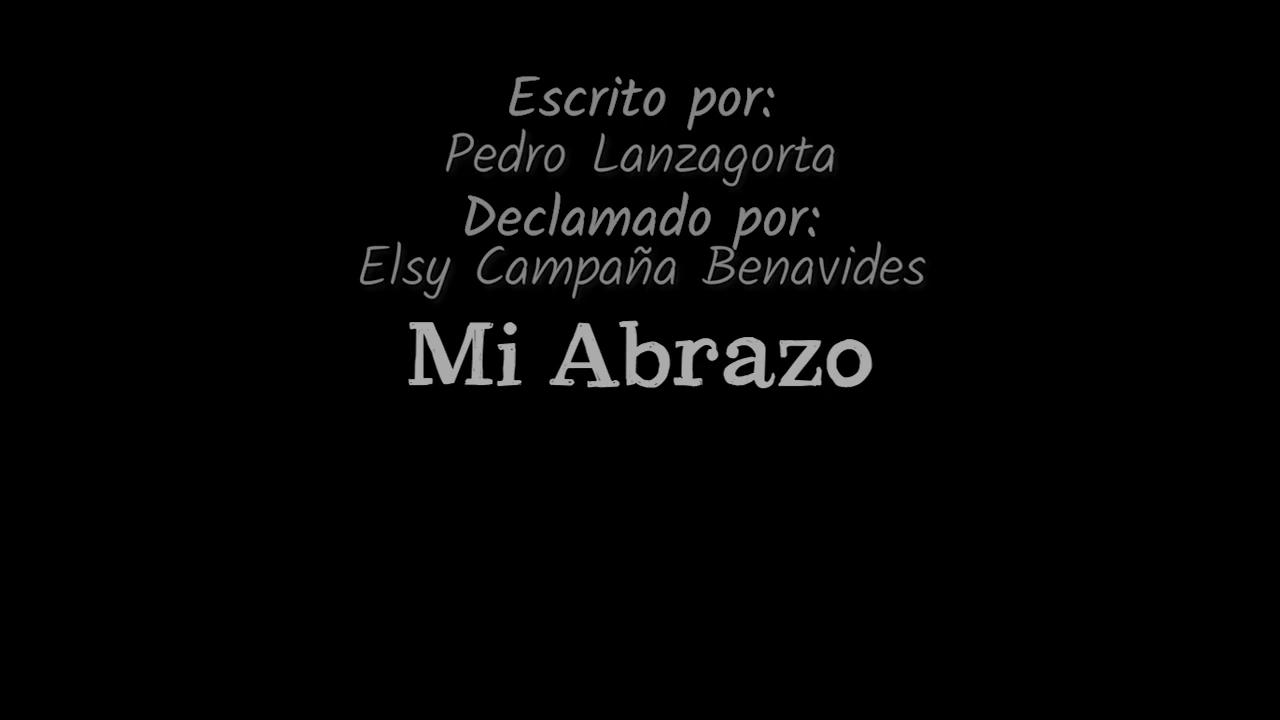 Escrito por:
Pedro Lanzagorta
Declamado por:
Elsy Campaña Benavides
Mi Abrazo